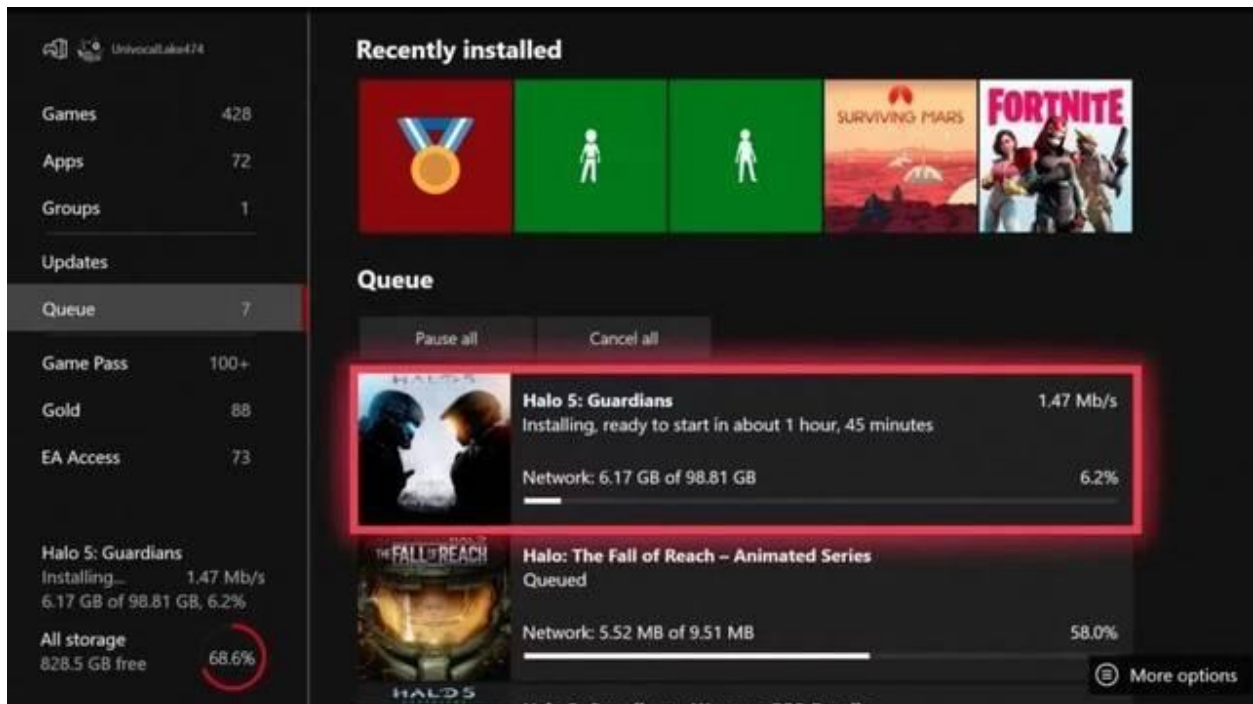 UnivocalLake474
Games 428
Apps 72
Groups 1
Updates
Queue 7
Game Pass 100+
Gold 88
EA Access 73
Halo 5: Guardians
Installing... 1.47 Mb/s
6.17 GB of 98.81 GB, 6.2%
All storage
828.5 GB free 68.6%
Recently installed
SURVIVING MARS
FORTNITE
Queue
Pause all Cancel all
HALO 5
Halo 5: Guardians 1.47 Mb/s
Installing, ready to start in about 1 hour, 45 minutes
Network: 6.17 GB of 98.81 GB 6.2%
THE FALL OF REACH
Halo: The Fall of Reach – Animated Series
Queued
Network: 5.52 MB of 9.51 MB 58.0%
HALO 5
More options